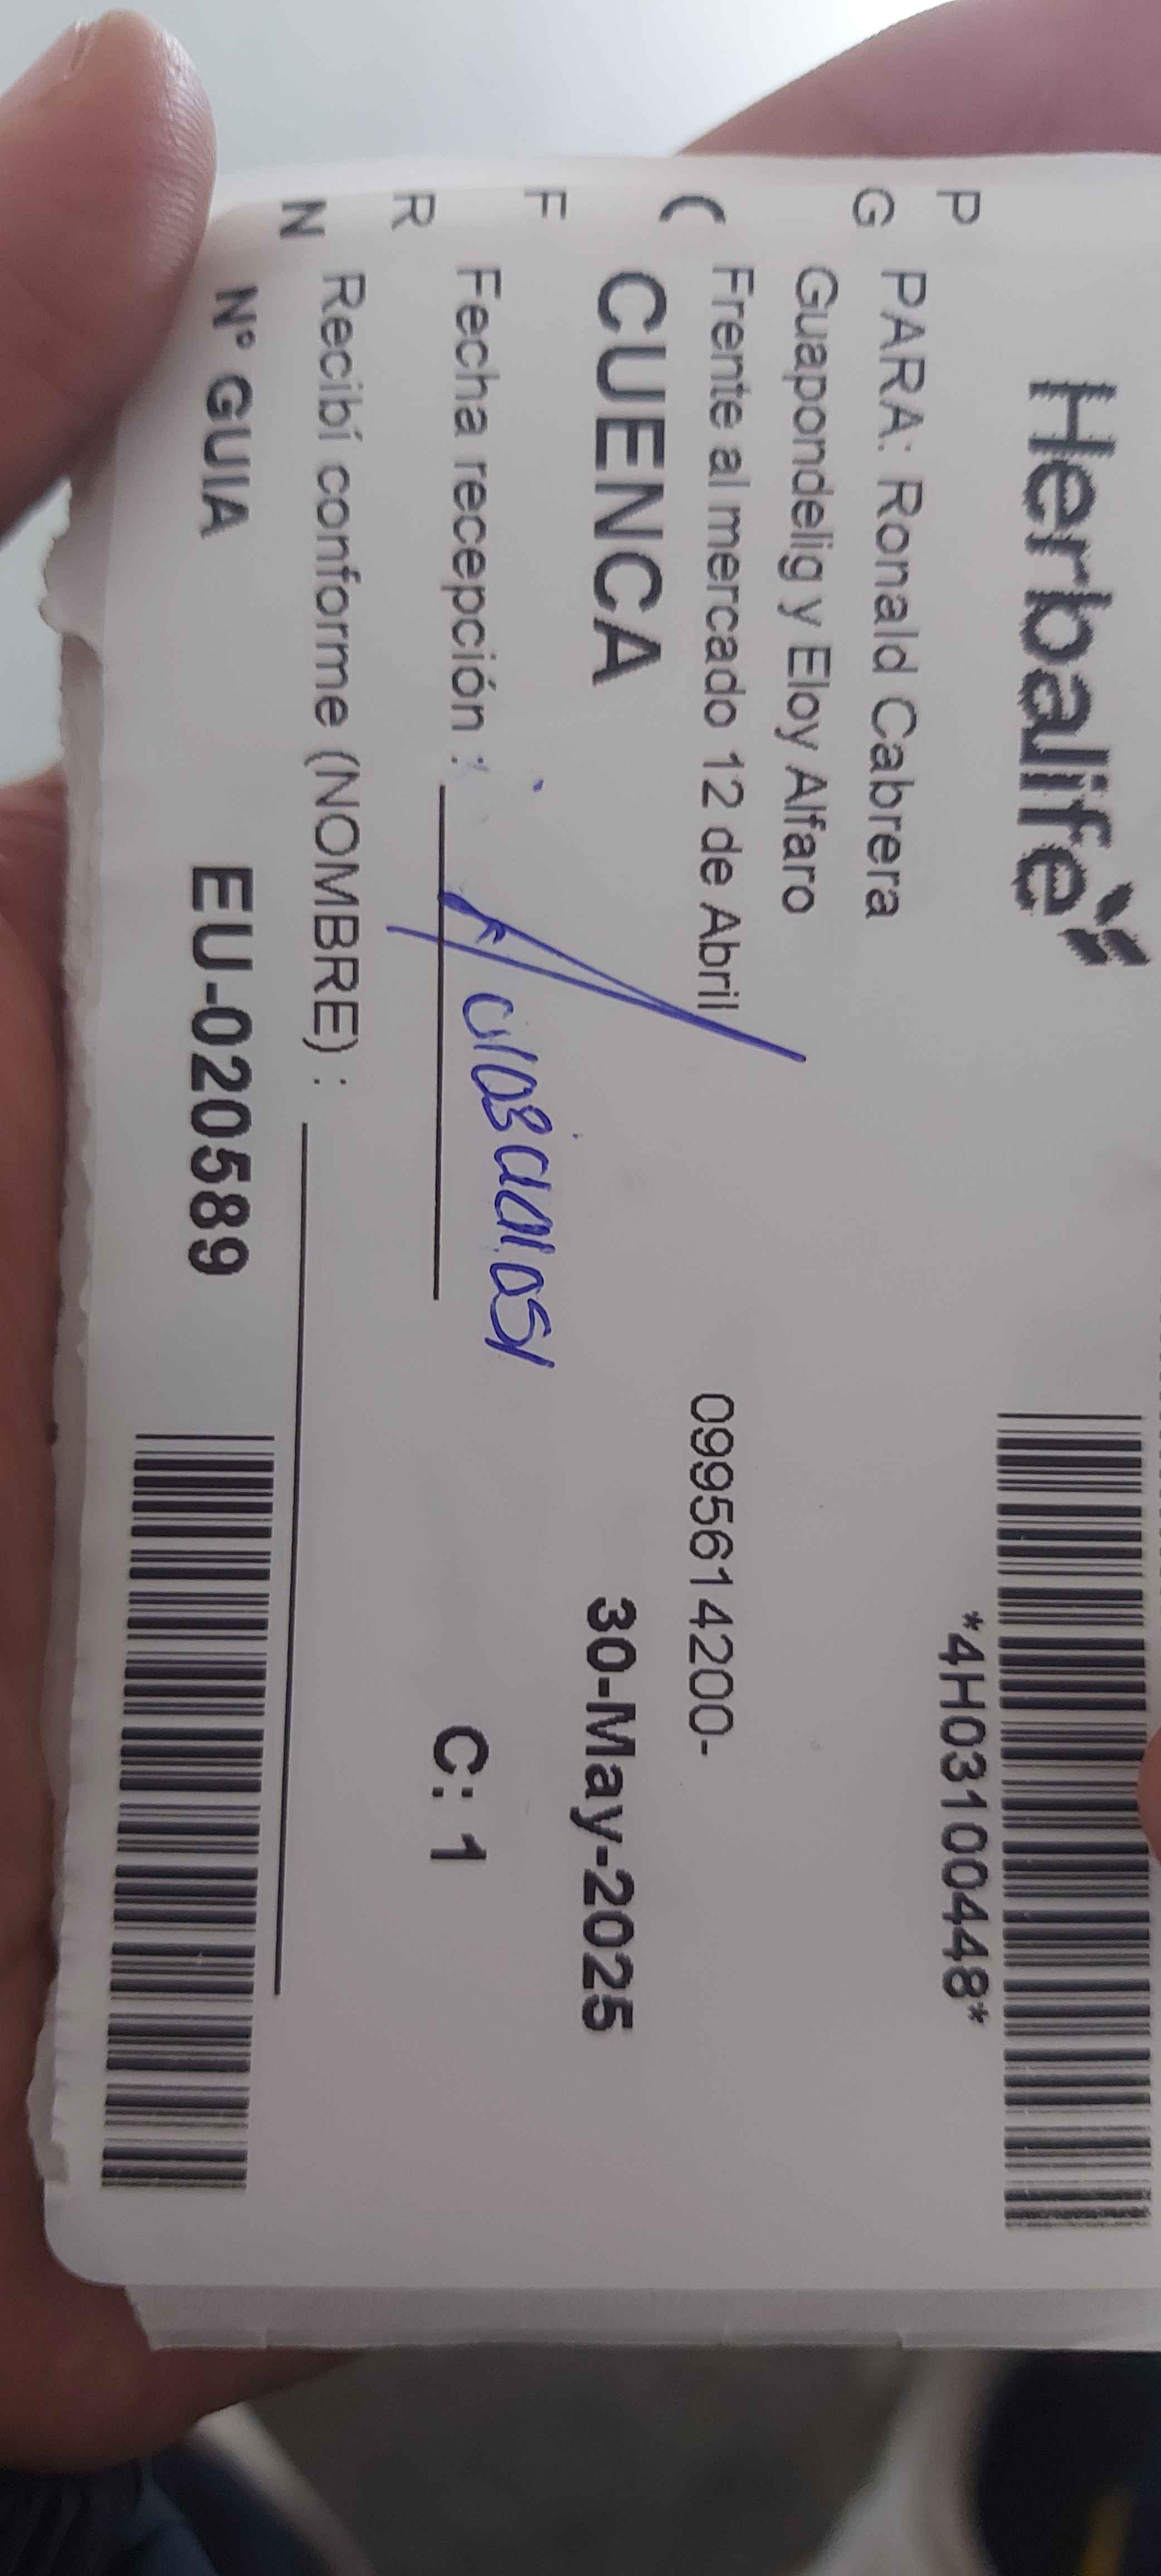 Herbalife
*4H03100448*
P
G
PARA: Ronald Cabrera
Guapondelig y Eloy Alfaro
Frente al mercado 12 de Abril 0995614200-
CUENCA 30-May-2025
F
Fecha recepción : C: 1
R
N
Recibí conforme (NOMBRE) :
Nº GUIA EU-020589